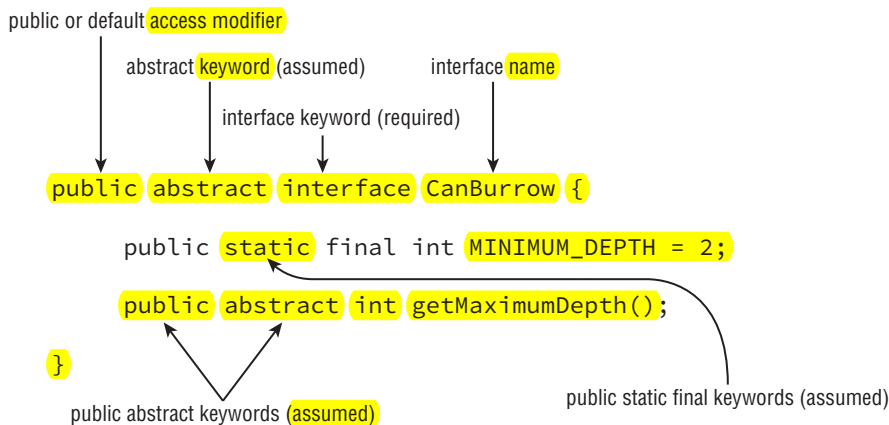 public or default access modifier
abstract keyword (assumed)
interface name
interface keyword (required)
public abstract interface CanBurrow {
public static final int MINIMUM_DEPTH = 2;
public abstract int getMaximumDepth();
}
public abstract keywords (assumed)
public static final keywords (assumed)